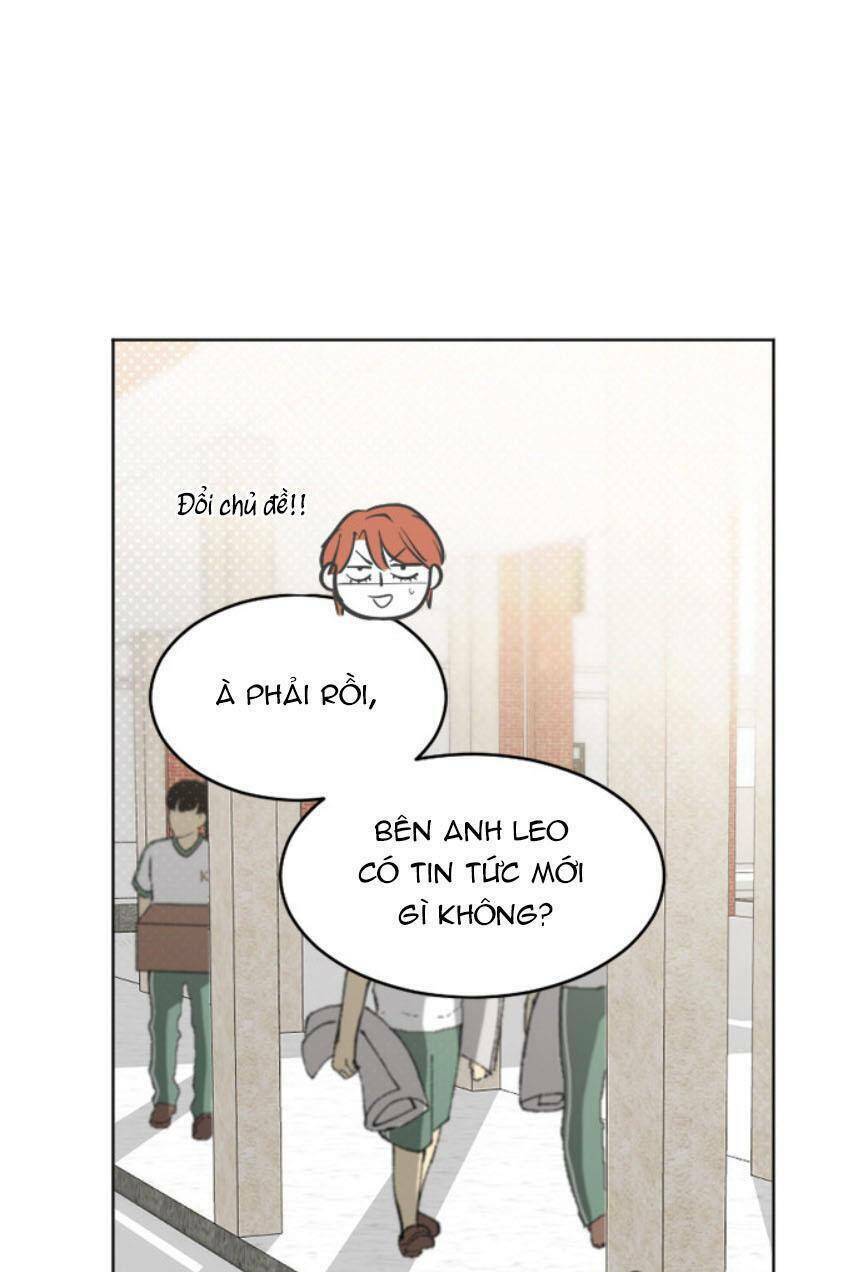 Đổi chủ đề!!
À PHẢI RỒI,
BÊN ANH LEO
CÓ TIN TỨC MỚI
GÌ KHÔNG?
K